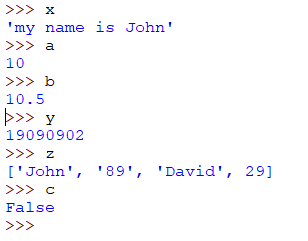 >>> x
'my name is John'
>>> a
10
>>> b
10.5
>>> y
19090902
>>> z
['John', '89', 'David', 29]
>>> c
False
>>>